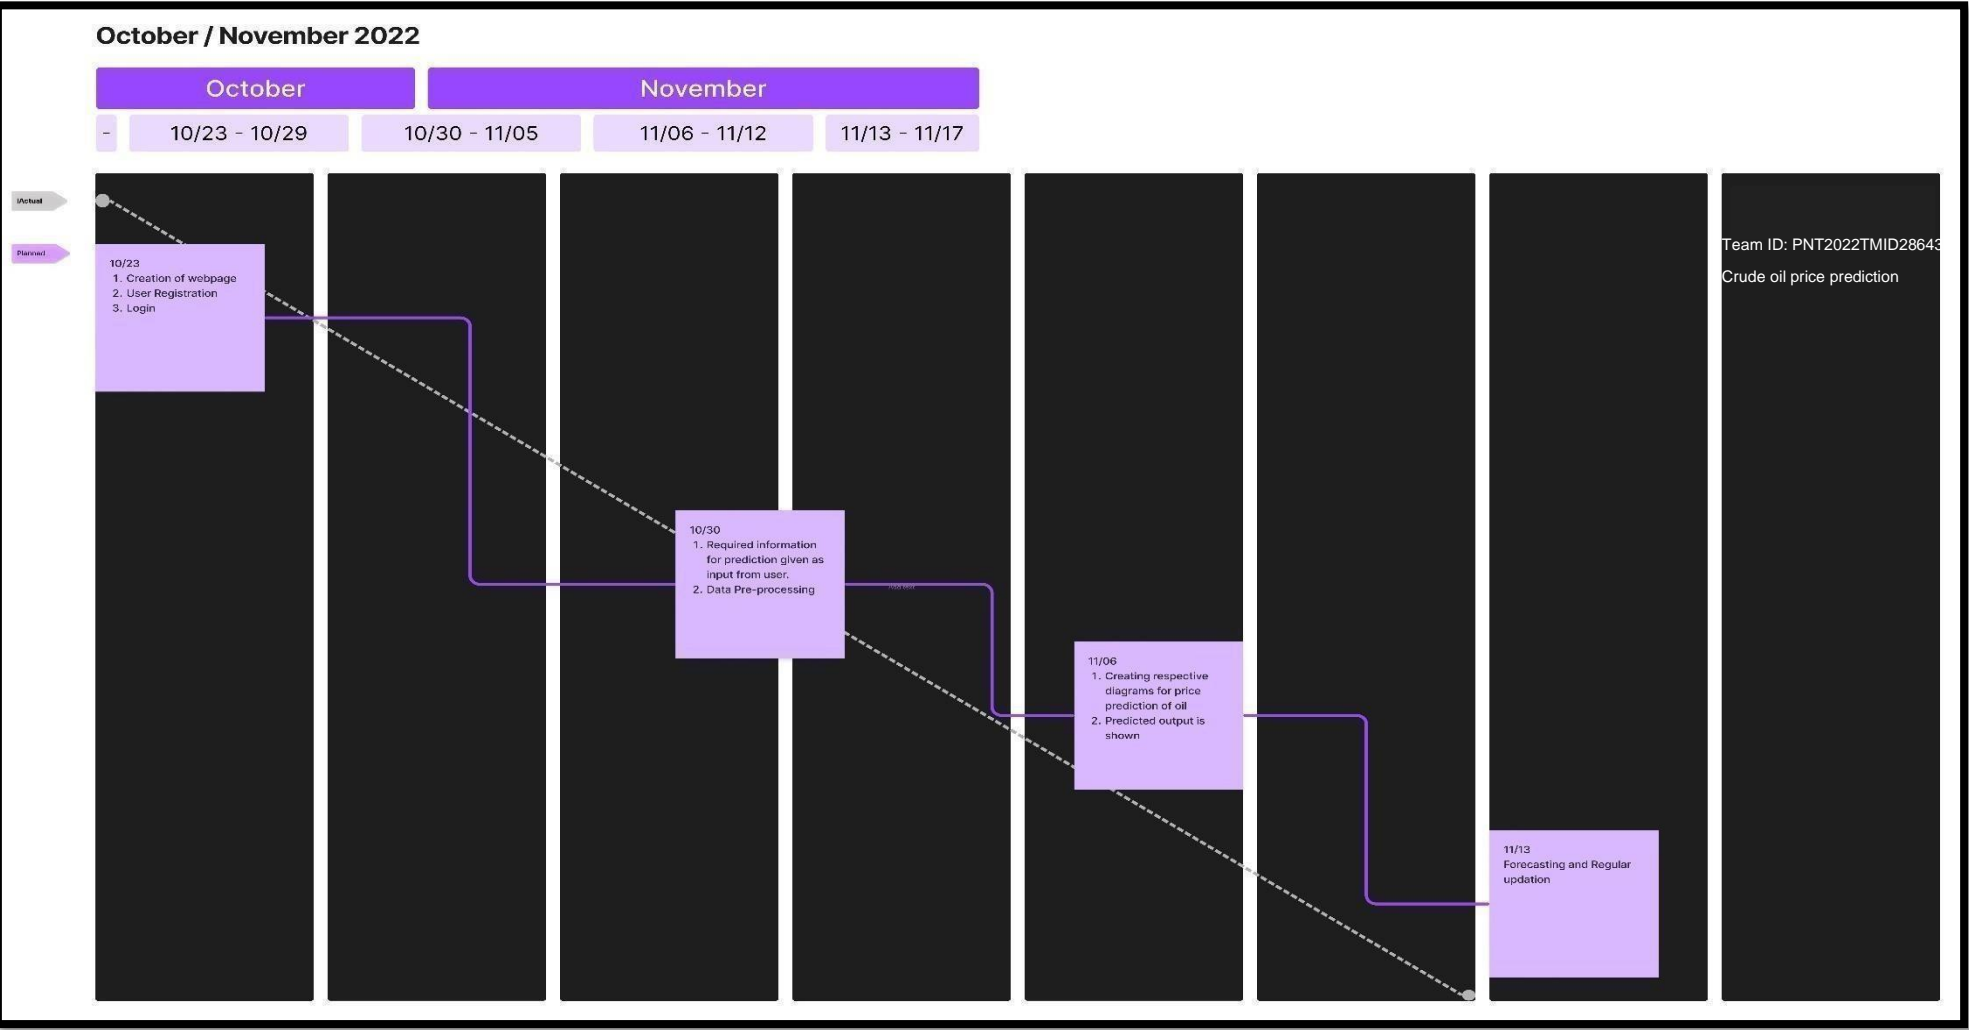 October / November 2022
October
November
-
10/23 - 10/29
10/30 - 11/05
11/06 - 11/12
11/13 - 11/17
Actual
Planned
Team ID: PNT2022TMID28643
Crude oil price prediction
10/23
1. Creation of webpage
2. User Registration
3. Login
10/30
1. Required information
for prediction given as
input from user.
2. Data Pre-processing
11/06
1. Creating respective
diagrams for price
prediction of oil
2. Predicted output is
shown
11/13
Forecasting and Regular
updation